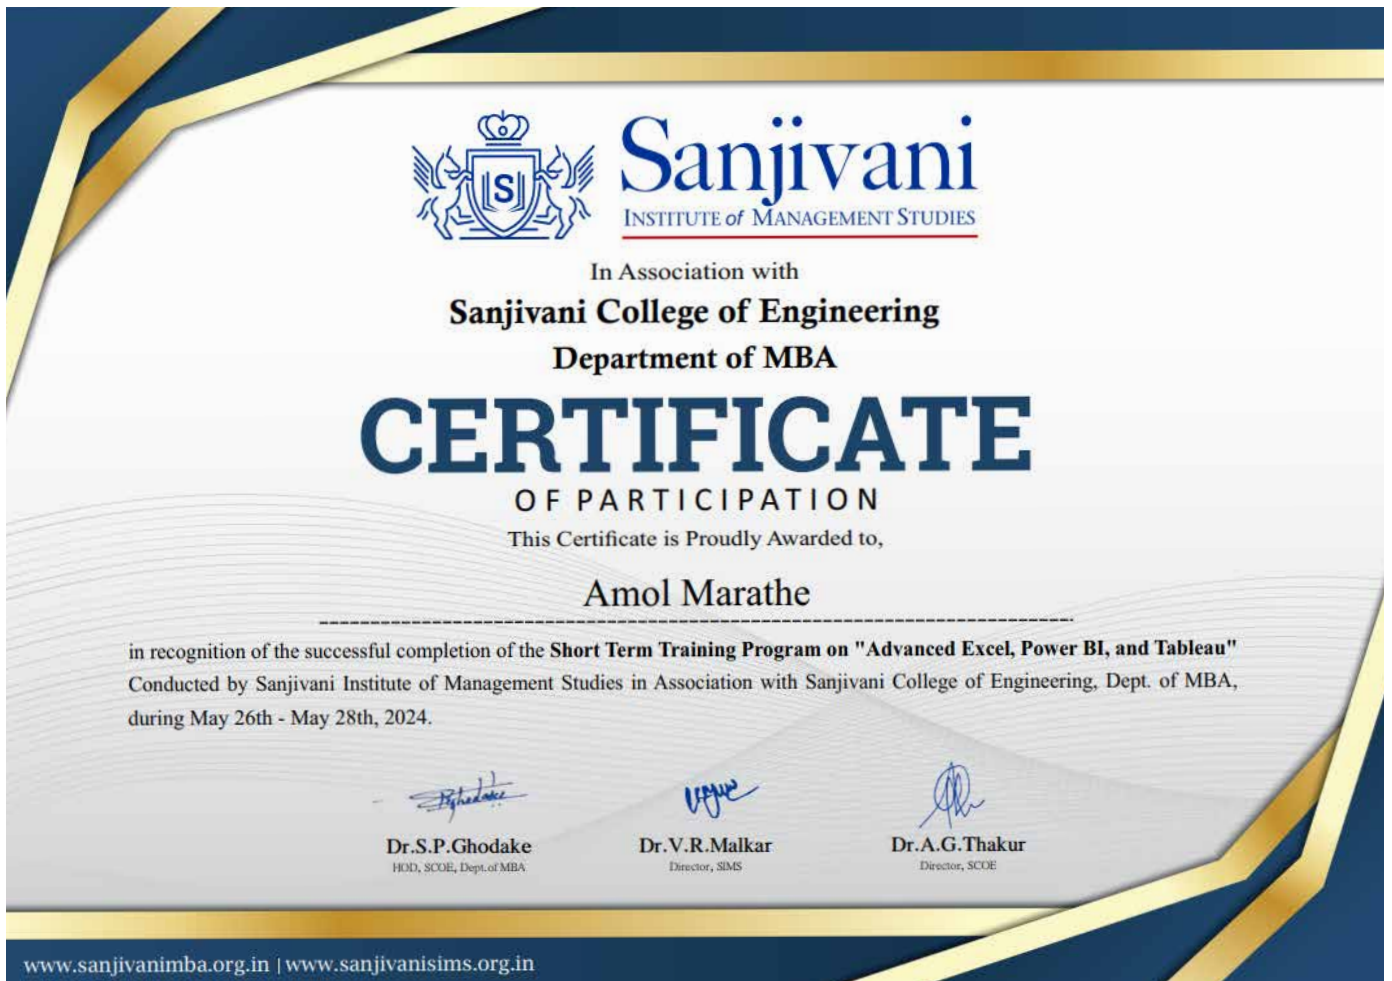 S
Sanjivani
INSTITUTE of MANAGEMENT STUDIES
In Association with
Sanjivani College of Engineering
Department of MBA
CERTIFICATE
OF PARTICIPATION
This Certificate is Proudly Awarded to,
Amol Marathe
in recognition of the successful completion of the Short Term Training Program on "Advanced Excel, Power BI, and Tableau"
Conducted by Sanjivani Institute of Management Studies in Association with Sanjivani College of Engineering, Dept. of MBA,
during May 26th - May 28th, 2024.
Dr.S.P.Ghodake
HOD, SCOE, Dept.of MBA
Dr.V.R.Malkar
Director, SIMS
Dr.A.G.Thakur
Director, SCOE
www.sanjivanimba.org.in | www.sanjivanisims.org.in